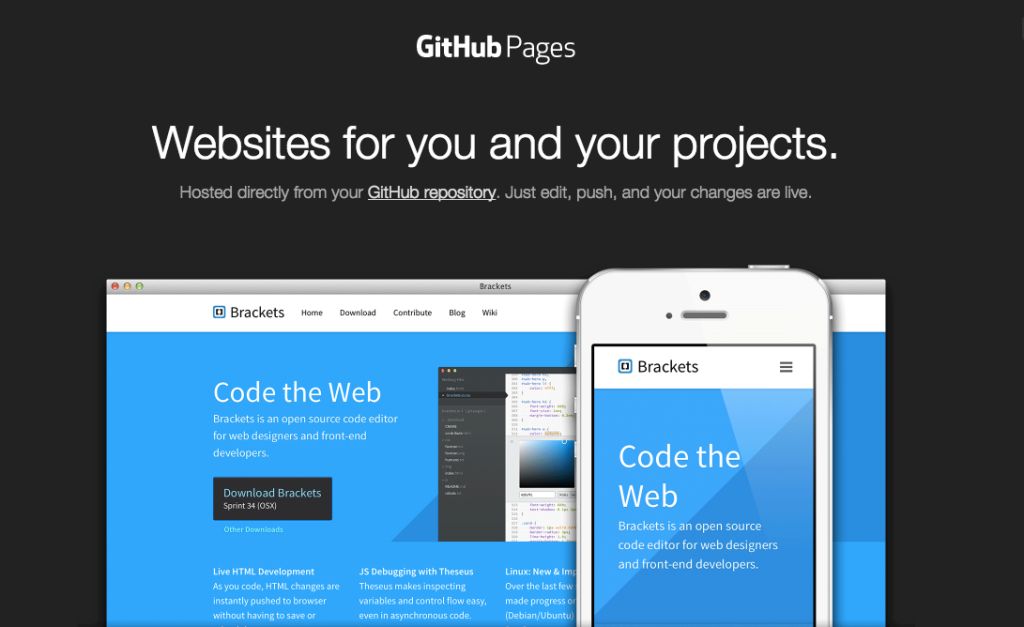 GitHub Pages
Websites for you and your projects.
Hosted directly from your GitHub repository. Just edit, push, and your changes are live.
Brackets
Brackets Home Download Contribute Blog Wiki
Code the Web
Brackets is an open source code editor
for web designers and front-end
developers.
Download Brackets
Sprint 34 (OSX)
Other Downloads
Live HTML Development
As you code, HTML changes are
instantly pushed to browser
without having to save or
JS Debugging with Theseus
Theseus makes inspecting
variables and control flow easy,
even in asynchronous code.
Linux: New & Imp
Over the last few
made progress or
(Debian/Ubuntu)
Brackets
Code the
Web
Brackets is an open source
code editor for web designers
and front-end developers.